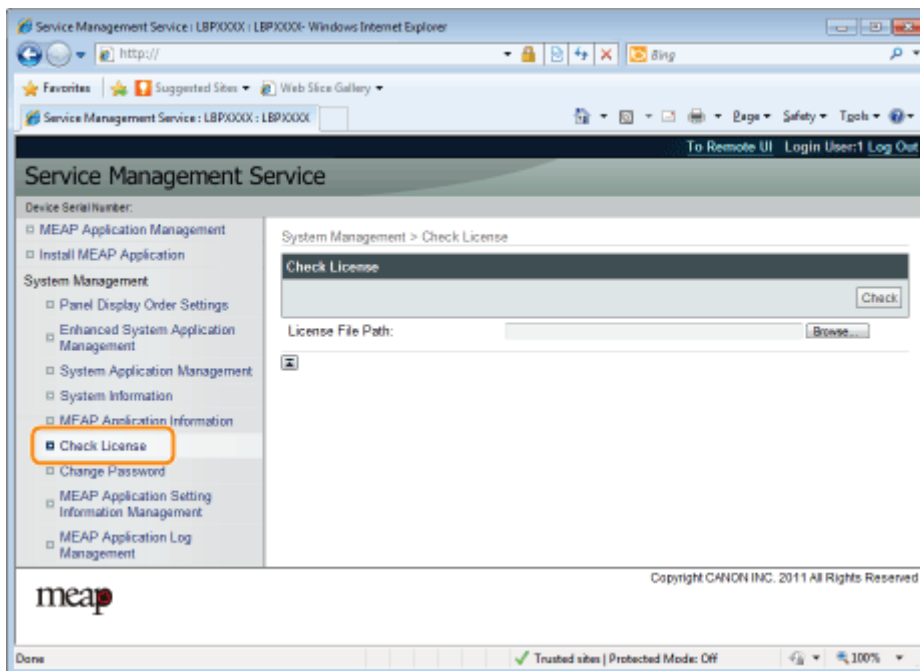 Service Management Service : LBPXXXX : LBPXXXX- Windows Internet Explorer
http://
Bing
Favorites Suggested Sites Web Slice Gallery
Service Management Service : LBPXXXX : LBPXXXX
Page Safety Tools
To Remote UI Login User:1 Log Out
Service Management Service
Device Serial Number:
MEAP Application Management
Install MEAP Application
System Management
Panel Display Order Settings
Enhanced System Application
Management
System Application Management
System Information
MEAP Application Information
Check License
Change Password
MEAP Application Setting
Information Management
MEAP Application Log
Management
System Management > Check License
Check License
Check
License File Path:
Browse...
Copyright CANON INC. 2011 All Rights Reserved
meap
Done
Trusted sites | Protected Mode: Off
100%